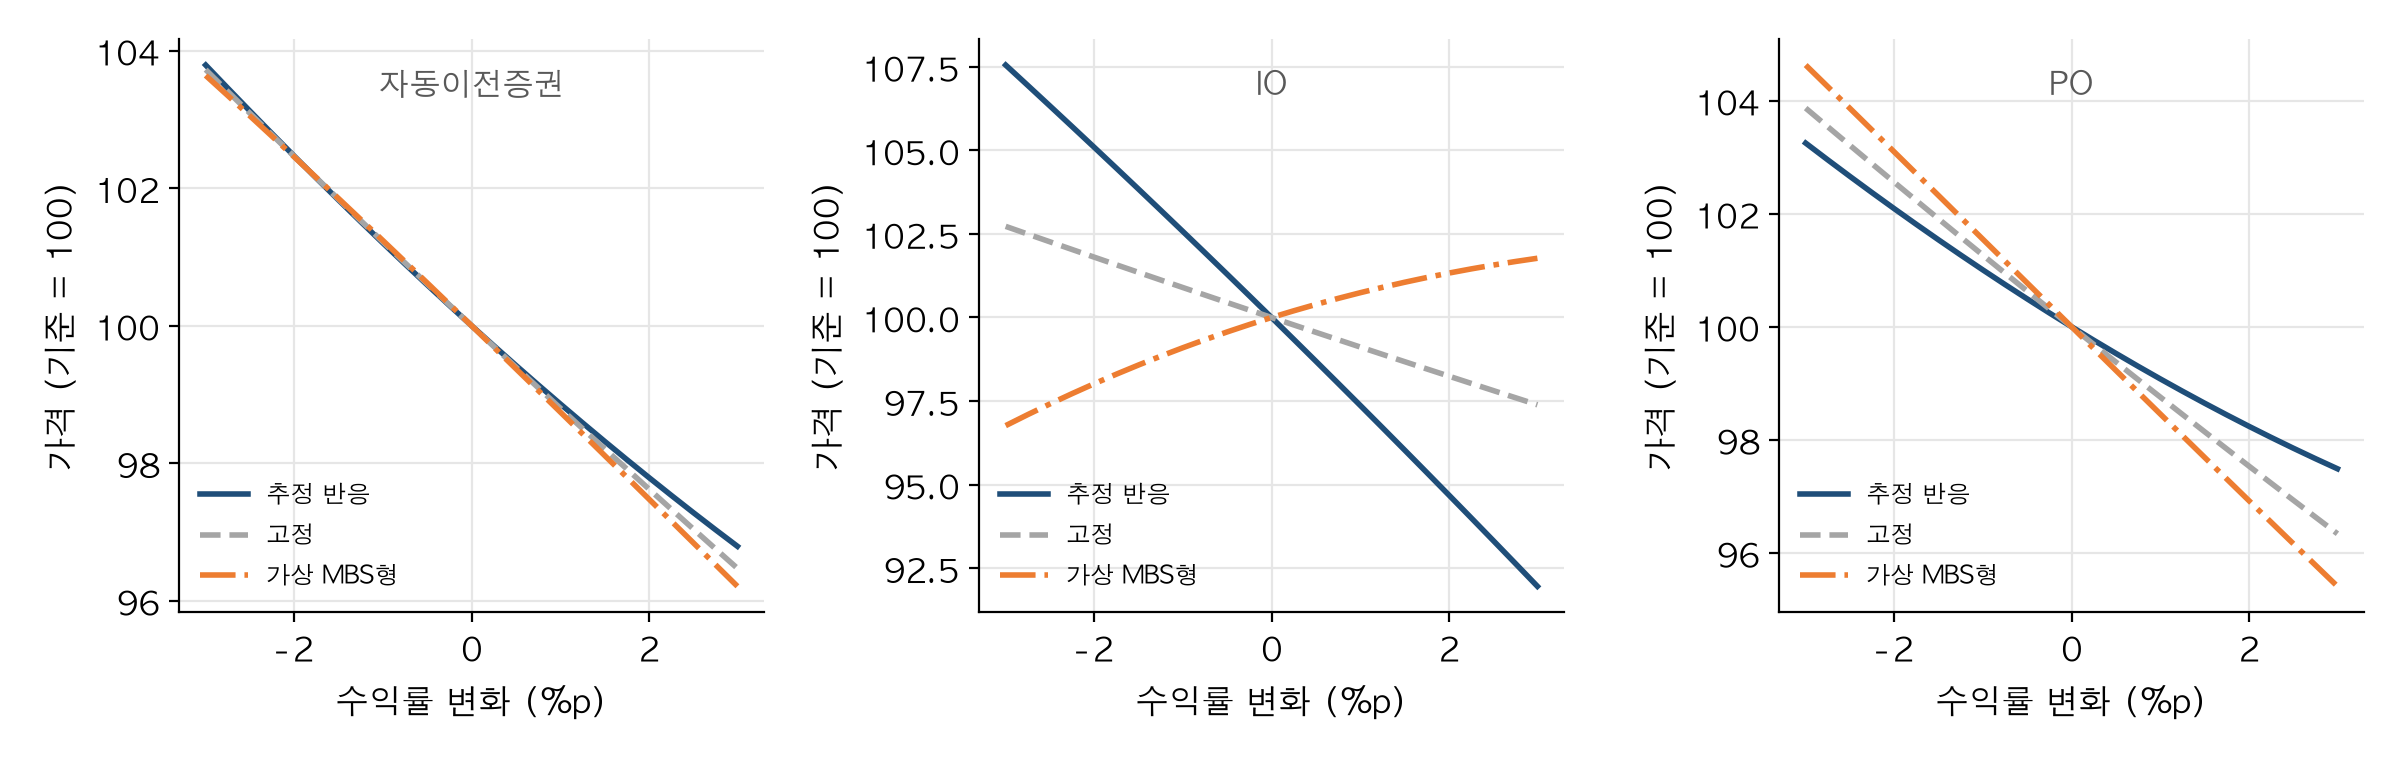 자동이전증권
104
102
100
98
96
가격 (기준 = 100)
추정 반응
고정
가상 MBS형
-2
0
2
수익률 변화 (%p)
IO
107.5
105.0
102.5
100.0
97.5
95.0
92.5
가격 (기준 = 100)
추정 반응
고정
가상 MBS형
-2
0
2
수익률 변화 (%p)
PO
104
102
100
98
96
가격 (기준 = 100)
추정 반응
고정
가상 MBS형
-2
0
2
수익률 변화 (%p)